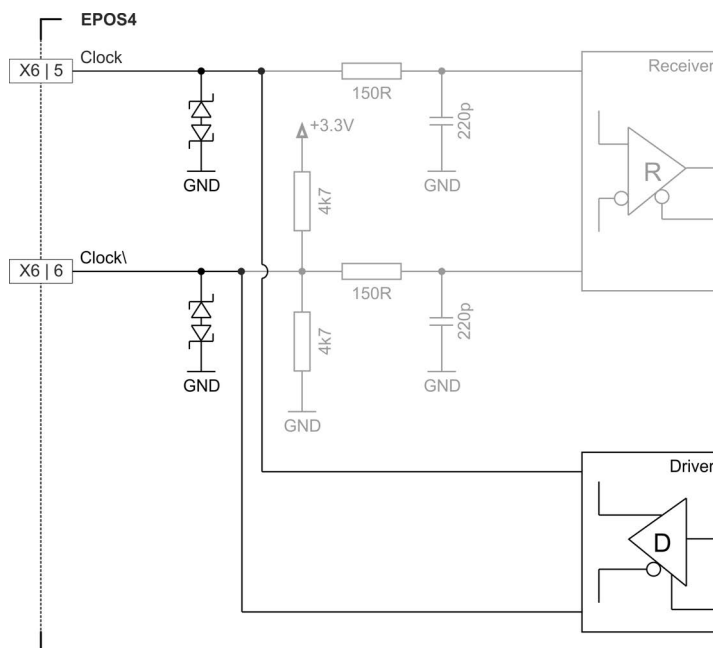 EPOS4
X6 | 5
Clock
Receiver
150R
220p
+3.3V
GND
GND
R
4k7
X6 | 6
Clock\
150R
4k7
220p
GND
GND
GND
Driver
D